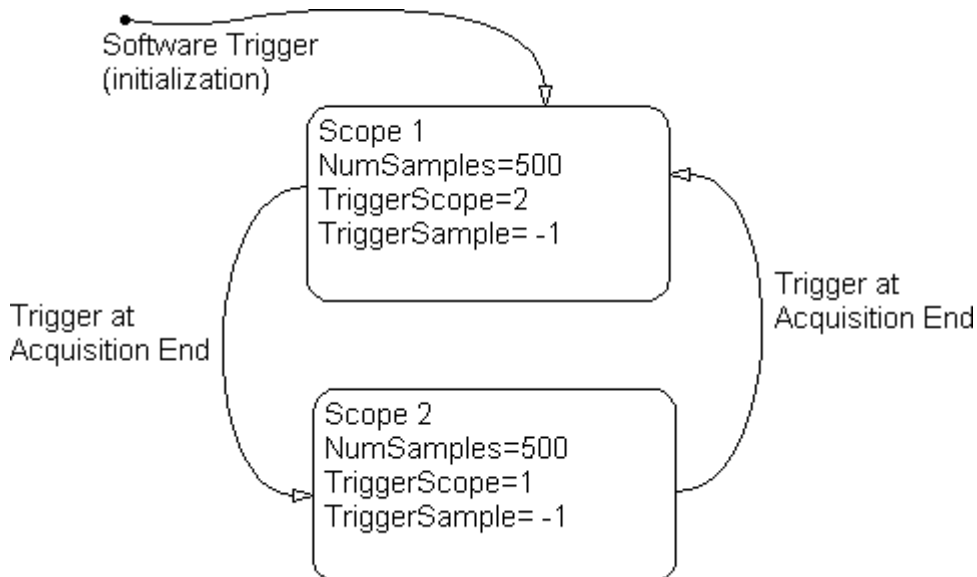 Software Trigger
(initialization)
Scope 1
NumSamples=500
TriggerScope=2
TriggerSample= -1
Trigger at
Acquisition End
Trigger at
Acquisition End
Scope 2
NumSamples=500
TriggerScope=1
TriggerSample= -1